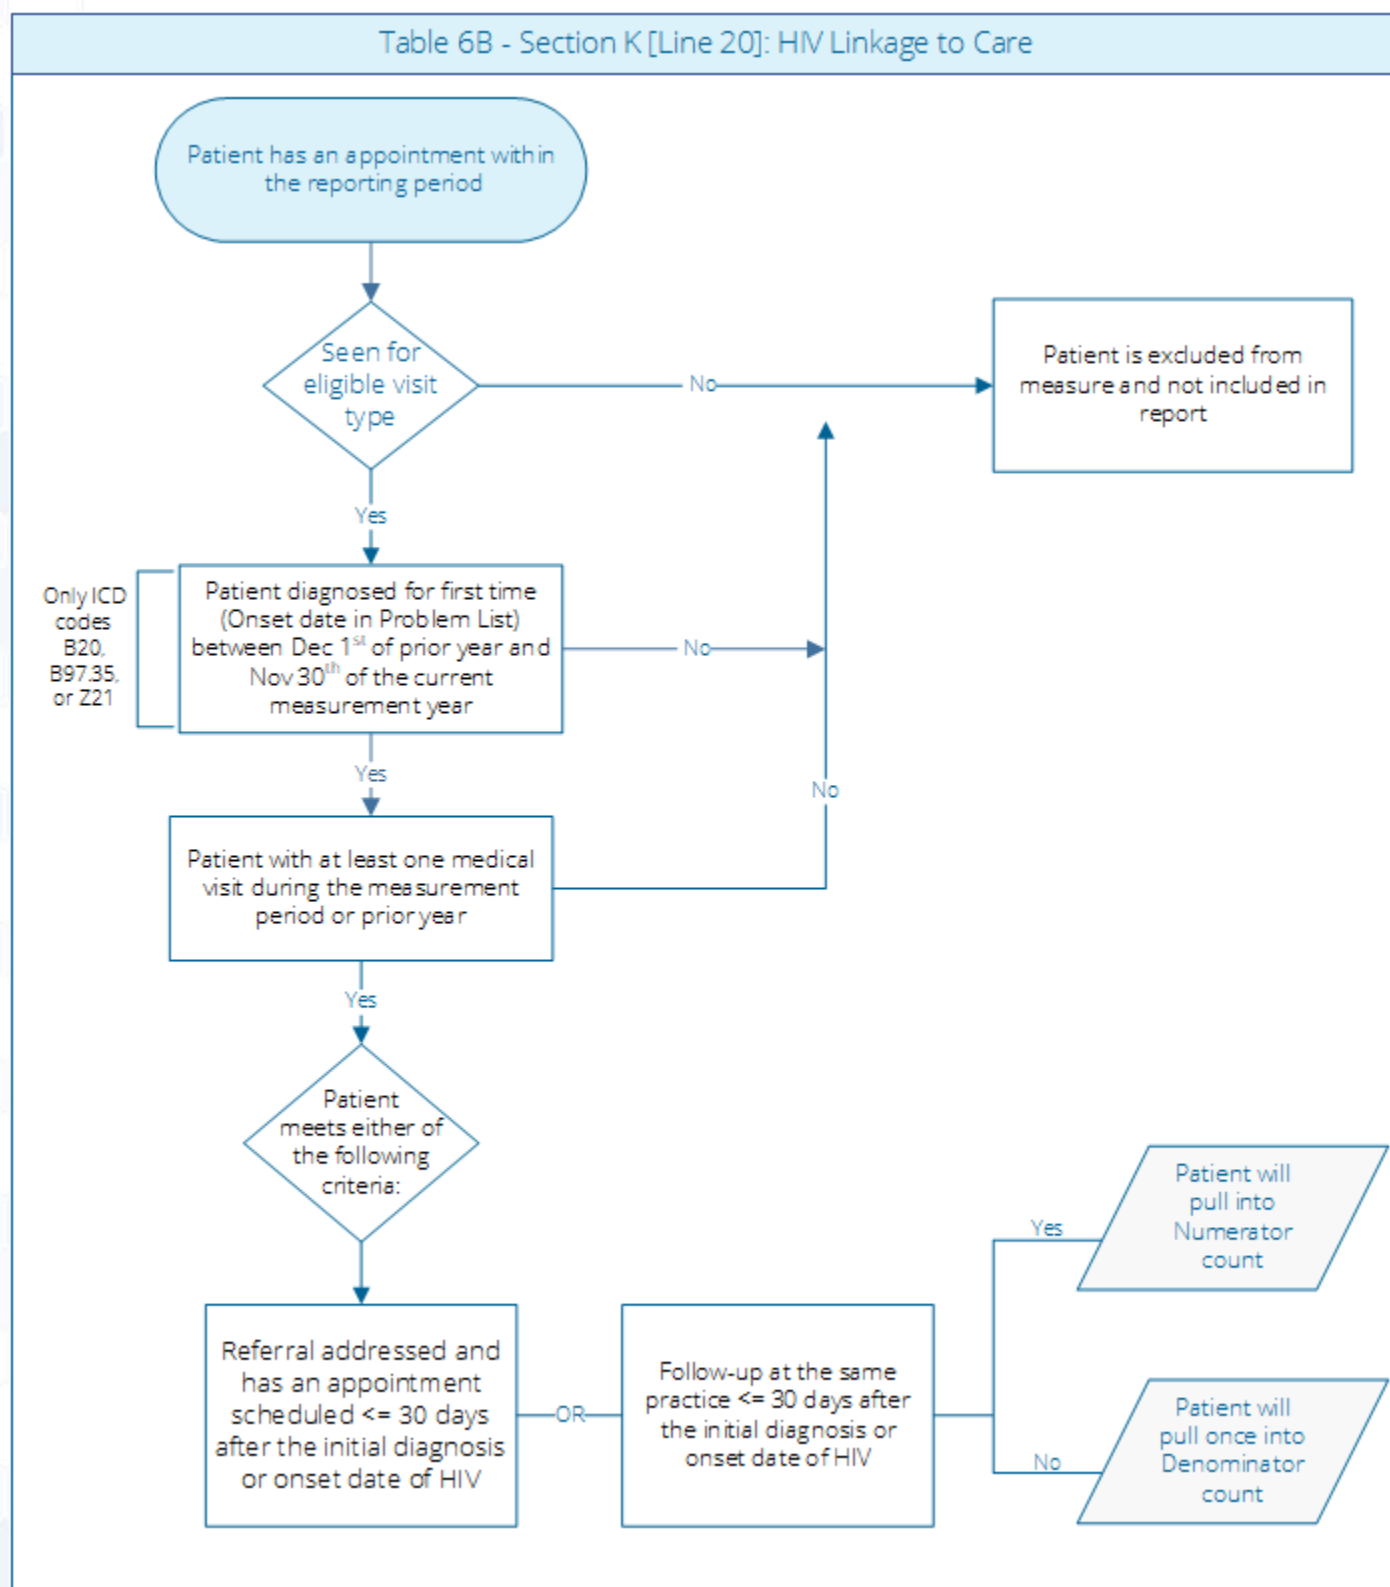 Table 6B - Section K [Line 20]: HIV Linkage to Care
Patient has an appointment within
the reporting period
Seen for
eligible visit
type
No
Patient is excluded from
measure and not included in
report
Yes
Only ICD
codes
B20,
B97.35,
or Z21
Patient diagnosed for first time
(Onset date in Problem List)
between Dec 1st of prior year and
Nov 30th of the current
measurement year
No
Yes
No
Patient with at least one medical
visit during the measurement
period or prior year
Yes
Patient
meets either of
the following
criteria:
Referral addressed and
has an appointment
scheduled <= 30 days
after the initial diagnosis
or onset date of HIV
OR
Follow-up at the same
practice <= 30 days after
the initial diagnosis or
onset date of HIV
Yes
Patient will
pull into
Numerator
count
No
Patient will
pull once into
Denominator
count